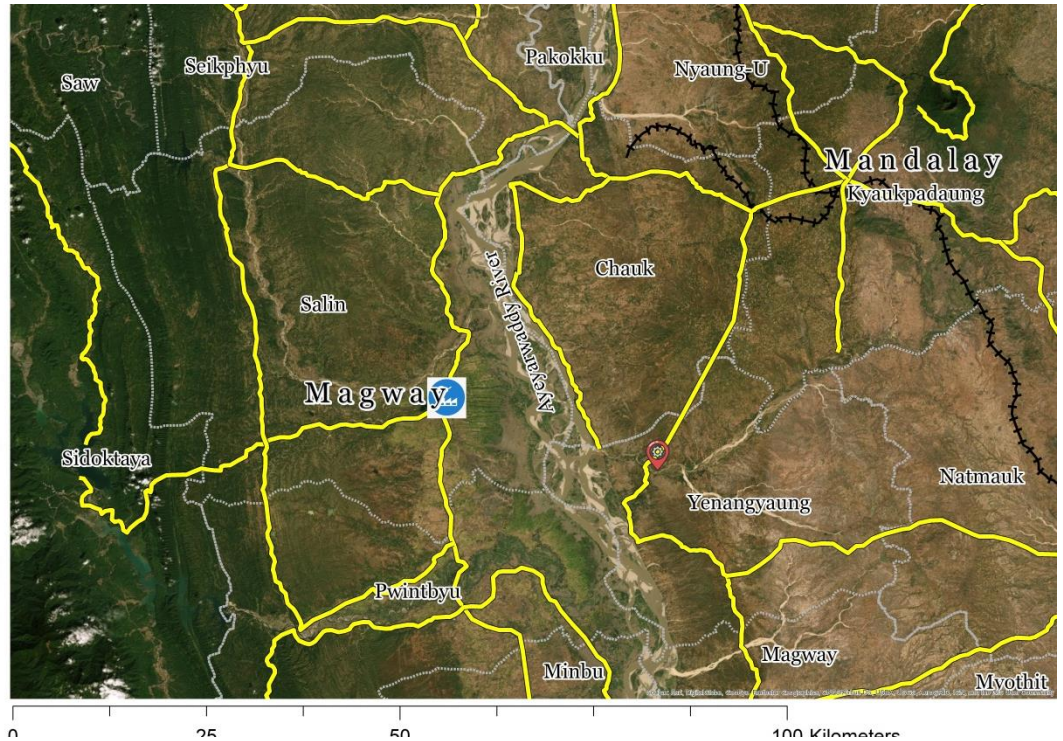 Pakokku
Seikphyu
Nyaung-U
Saw
Mandalay
Kyaukpadaung
Chauk
Salin
Ayeyarwaddy River
Magway
Sidoktaya
Natmauk
Yenangyaung
Pwintbyu
Magway
Minbu
Myothit
0 25 50 100 Kilometers